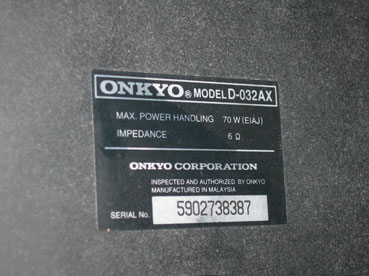 ONKYO® MODEL D-032AX
MAX. POWER HANDLING 70 W (EIAJ)
IMPEDANCE 6 Ω
ONKYO CORPORATION
INSPECTED AND AUTHORIZED BY ONKYO
MANUFACTURED IN MALAYSIA
SERIAL No. 5902738387